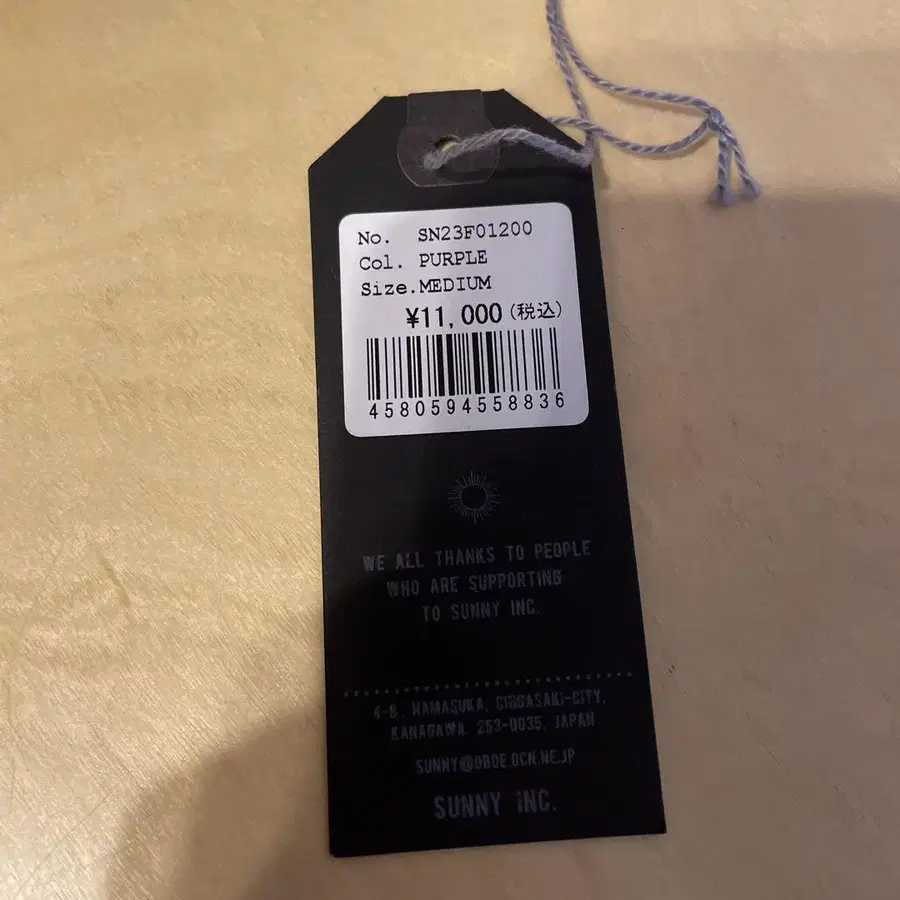 No. SN23F01200
Col. PURPLE
Size.MEDIUM
¥11,000(税込)
4580594558836
WE ALL THANKS TO PEOPLE
WHO ARE SUPPORTING
TO SUNNY INC.
4-8, HAMASUKA, CHIGASAKI-CITY,
KANAGAWA. 253-0035, JAPAN
SUNNY@OBOE.OCN.NE.JP
SUNNY INC.